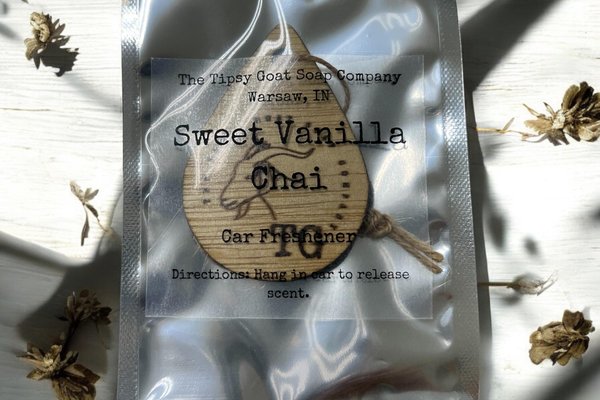 The Tipsy Goat Soap Company
Warsaw, IN
Sweet Vanilla
Chai
TG
Car Freshener
Directions: Hang in car to release
scent.